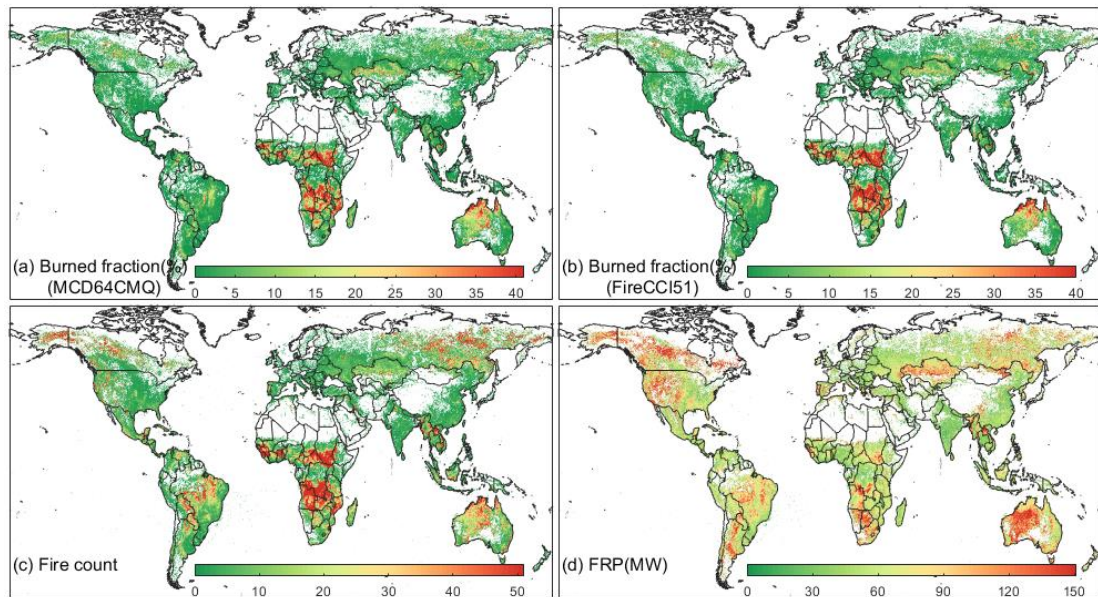 (a) Burned fraction(%)
(MCD64CMQ)
0 5 10 15 20 25 30 35 40
(b) Burned fraction(%)
(FireCCI51)
0 5 10 15 20 25 30 35 40
(c) Fire count
0 10 20 30 40 50
(d) FRP(MW)
0 30 60 90 120 150